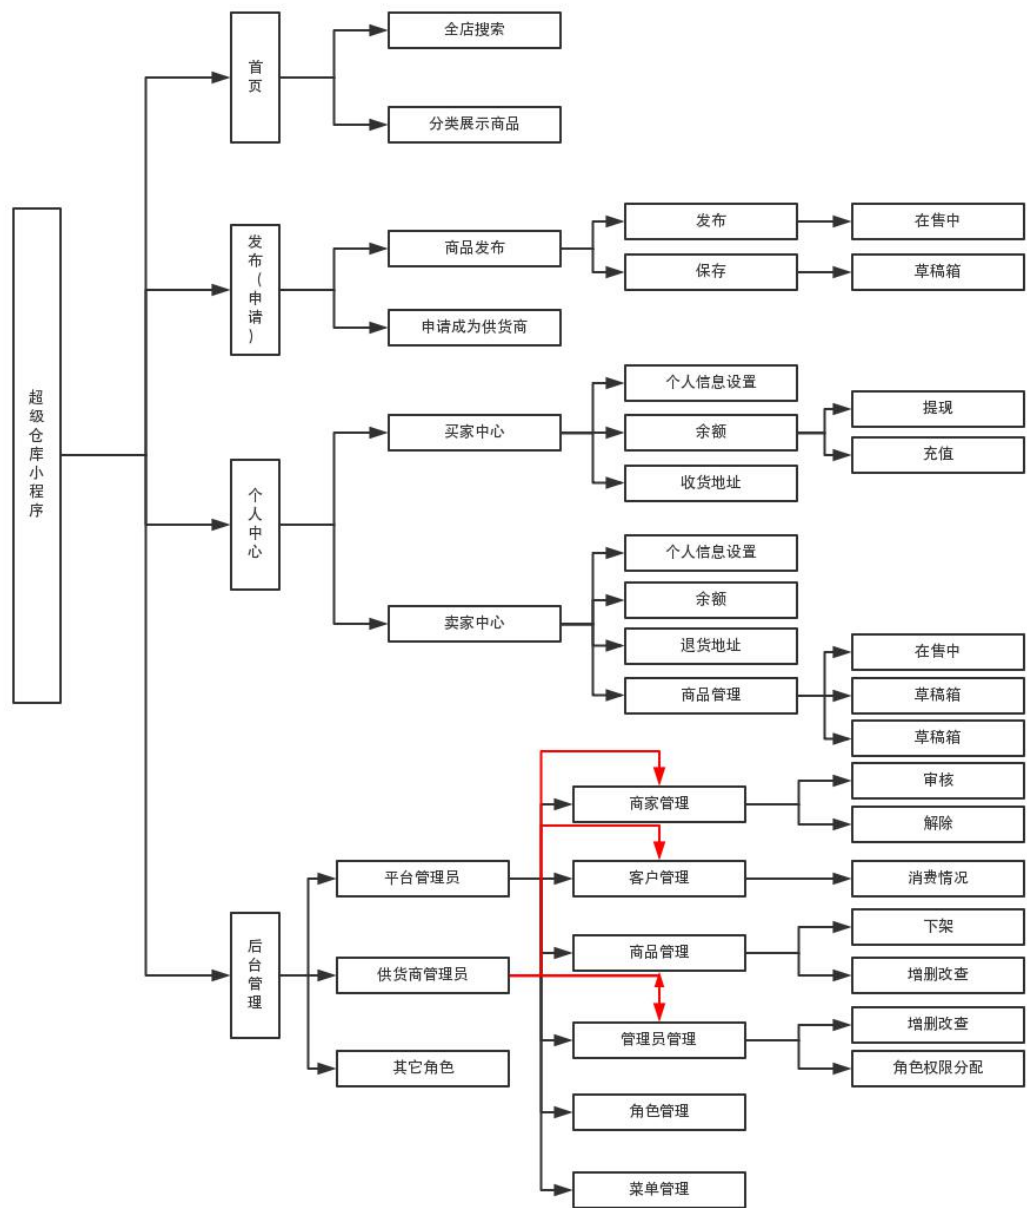 超级仓库小程序
首页
全店搜索
分类展示商品
发布（申请）
商品发布
发布
在售中
保存
草稿箱
申请成为供货商
个人中心
买家中心
个人信息设置
余额
提现
充值
收货地址
卖家中心
个人信息设置
余额
退货地址
商品管理
在售中
草稿箱
草稿箱
后台管理
平台管理员
供货商管理员
其它角色
商家管理
审核
解除
客户管理
消费情况
商品管理
下架
增删改查
管理员管理
增删改查
角色权限分配
角色管理
菜单管理